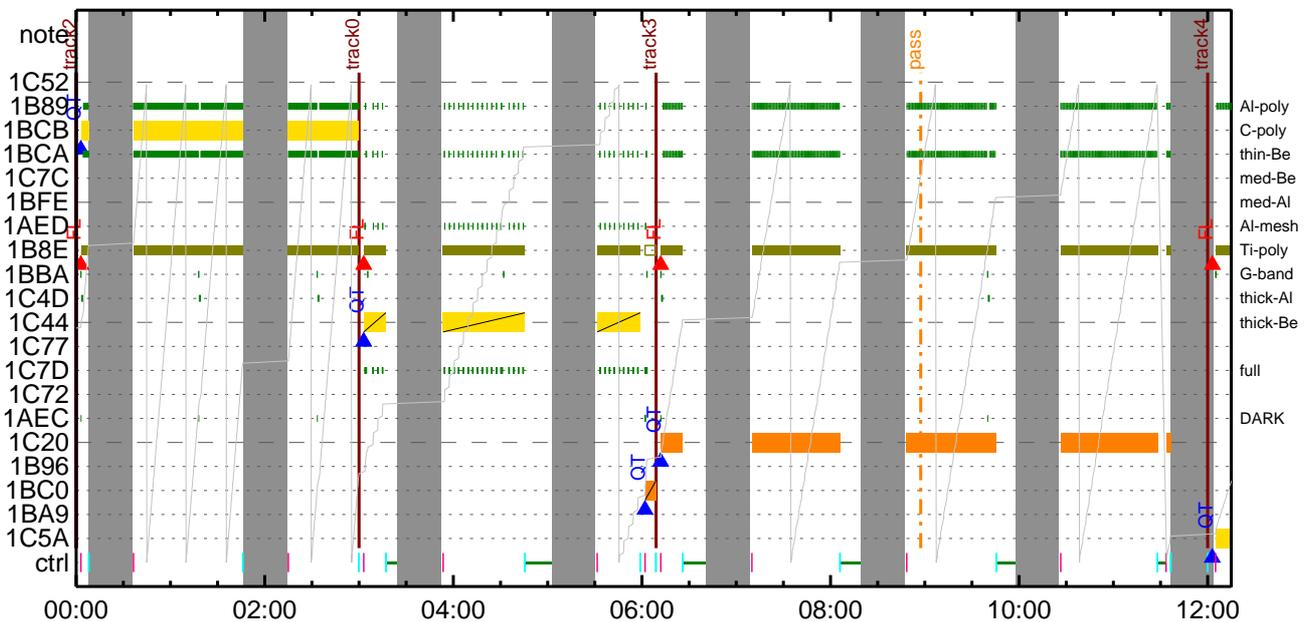 note
track2
track0
track3
pass
track4
1C52
1B89
QT
Al-poly
1BCB
C-poly
1BCA
thin-Be
1C7C
med-Be
1BFE
med-Al
1AED
FL
FL
FL
FL
Al-mesh
1B8E
Ti-poly
1BBA
G-band
1C4D
QT
thick-Al
1C44
thick-Be
1C77
1C7D
full
1C72
1AEC
QT
DARK
1C20
1B96
QT
1BC0
1BA9
QT
1C5A
ctrl
00:00
02:00
04:00
06:00
08:00
10:00
12:00